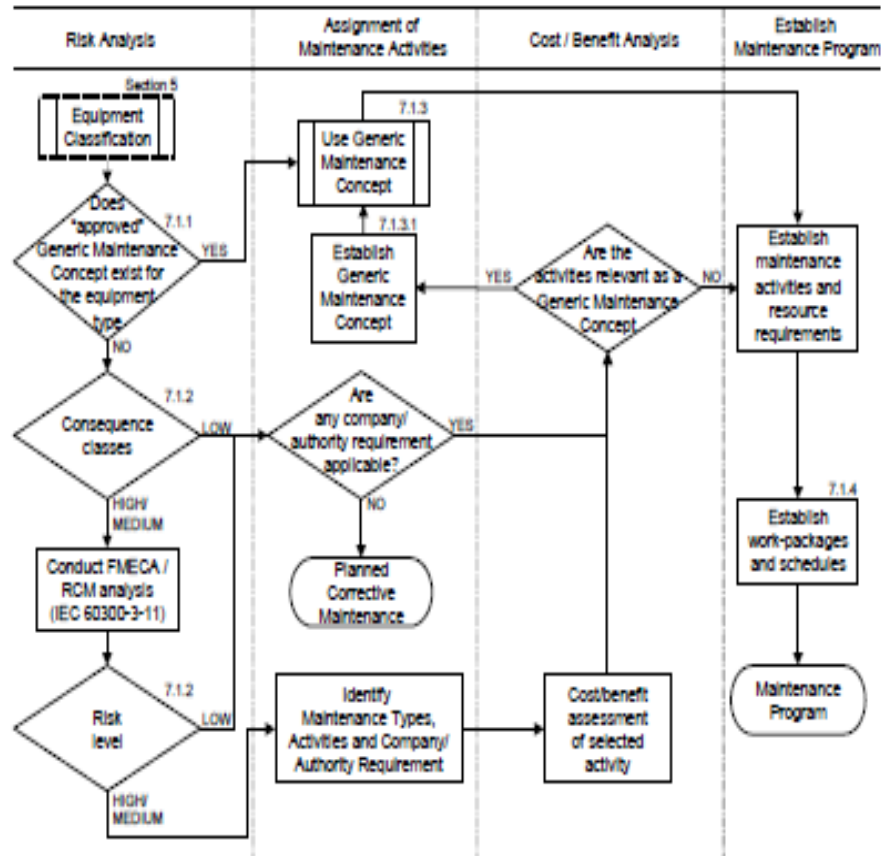 Risk Analysis
Assignment of
Maintenance Activities
Cost / Benefit Analysis
Establish
Maintenance Program
Section 5
Equipment
Classification
Does
"approved"
Generic Maintenance
Concept exist for
the equipment
type
7.1.1
YES
NO
7.1.3
Use Generic
Maintenance
Concept
7.1.3.1
Establish
Generic
Maintenance
Concept
YES
Are the
activities relevant as a
Generic Maintenance
Concept
NO
Establish
maintenance
activities and
resource
requirements
7.1.2
Consequence
classes
LOW
HIGH/
MEDIUM
Are
any company/
authority requirement
applicable?
YES
NO
Planned
Corrective
Maintenance
7.1.4
Establish
work-packages
and schedules
Conduct FMECA /
RCM analysis
(IEC 60300-3-11)
7.1.2
Risk
level
LOW
HIGH/
MEDIUM
Identify
Maintenance Types,
Activities and Company/
Authority Requirement
Cost/benefit
assessment
of selected
activity
Maintenance
Program